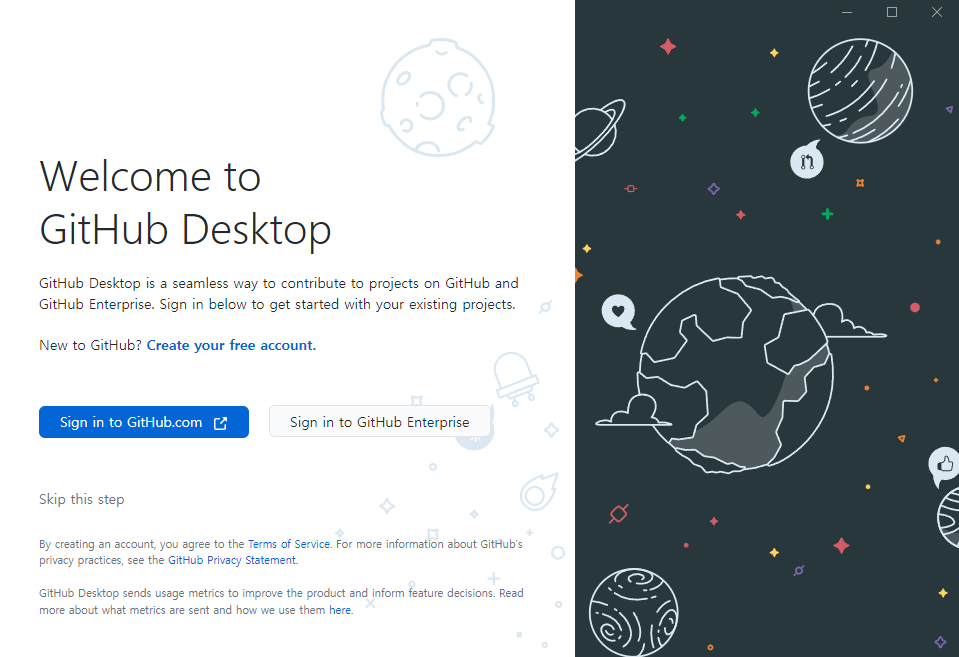 Welcome to
GitHub Desktop
GitHub Desktop is a seamless way to contribute to projects on GitHub and
GitHub Enterprise. Sign in below to get started with your existing projects.
New to GitHub? Create your free account.
Sign in to GitHub.com
Sign in to GitHub Enterprise
Skip this step
By creating an account, you agree to the Terms of Service. For more information about GitHub's
privacy practices, see the GitHub Privacy Statement.
GitHub Desktop sends usage metrics to improve the product and inform feature decisions. Read
more about what metrics are sent and how we use them here.